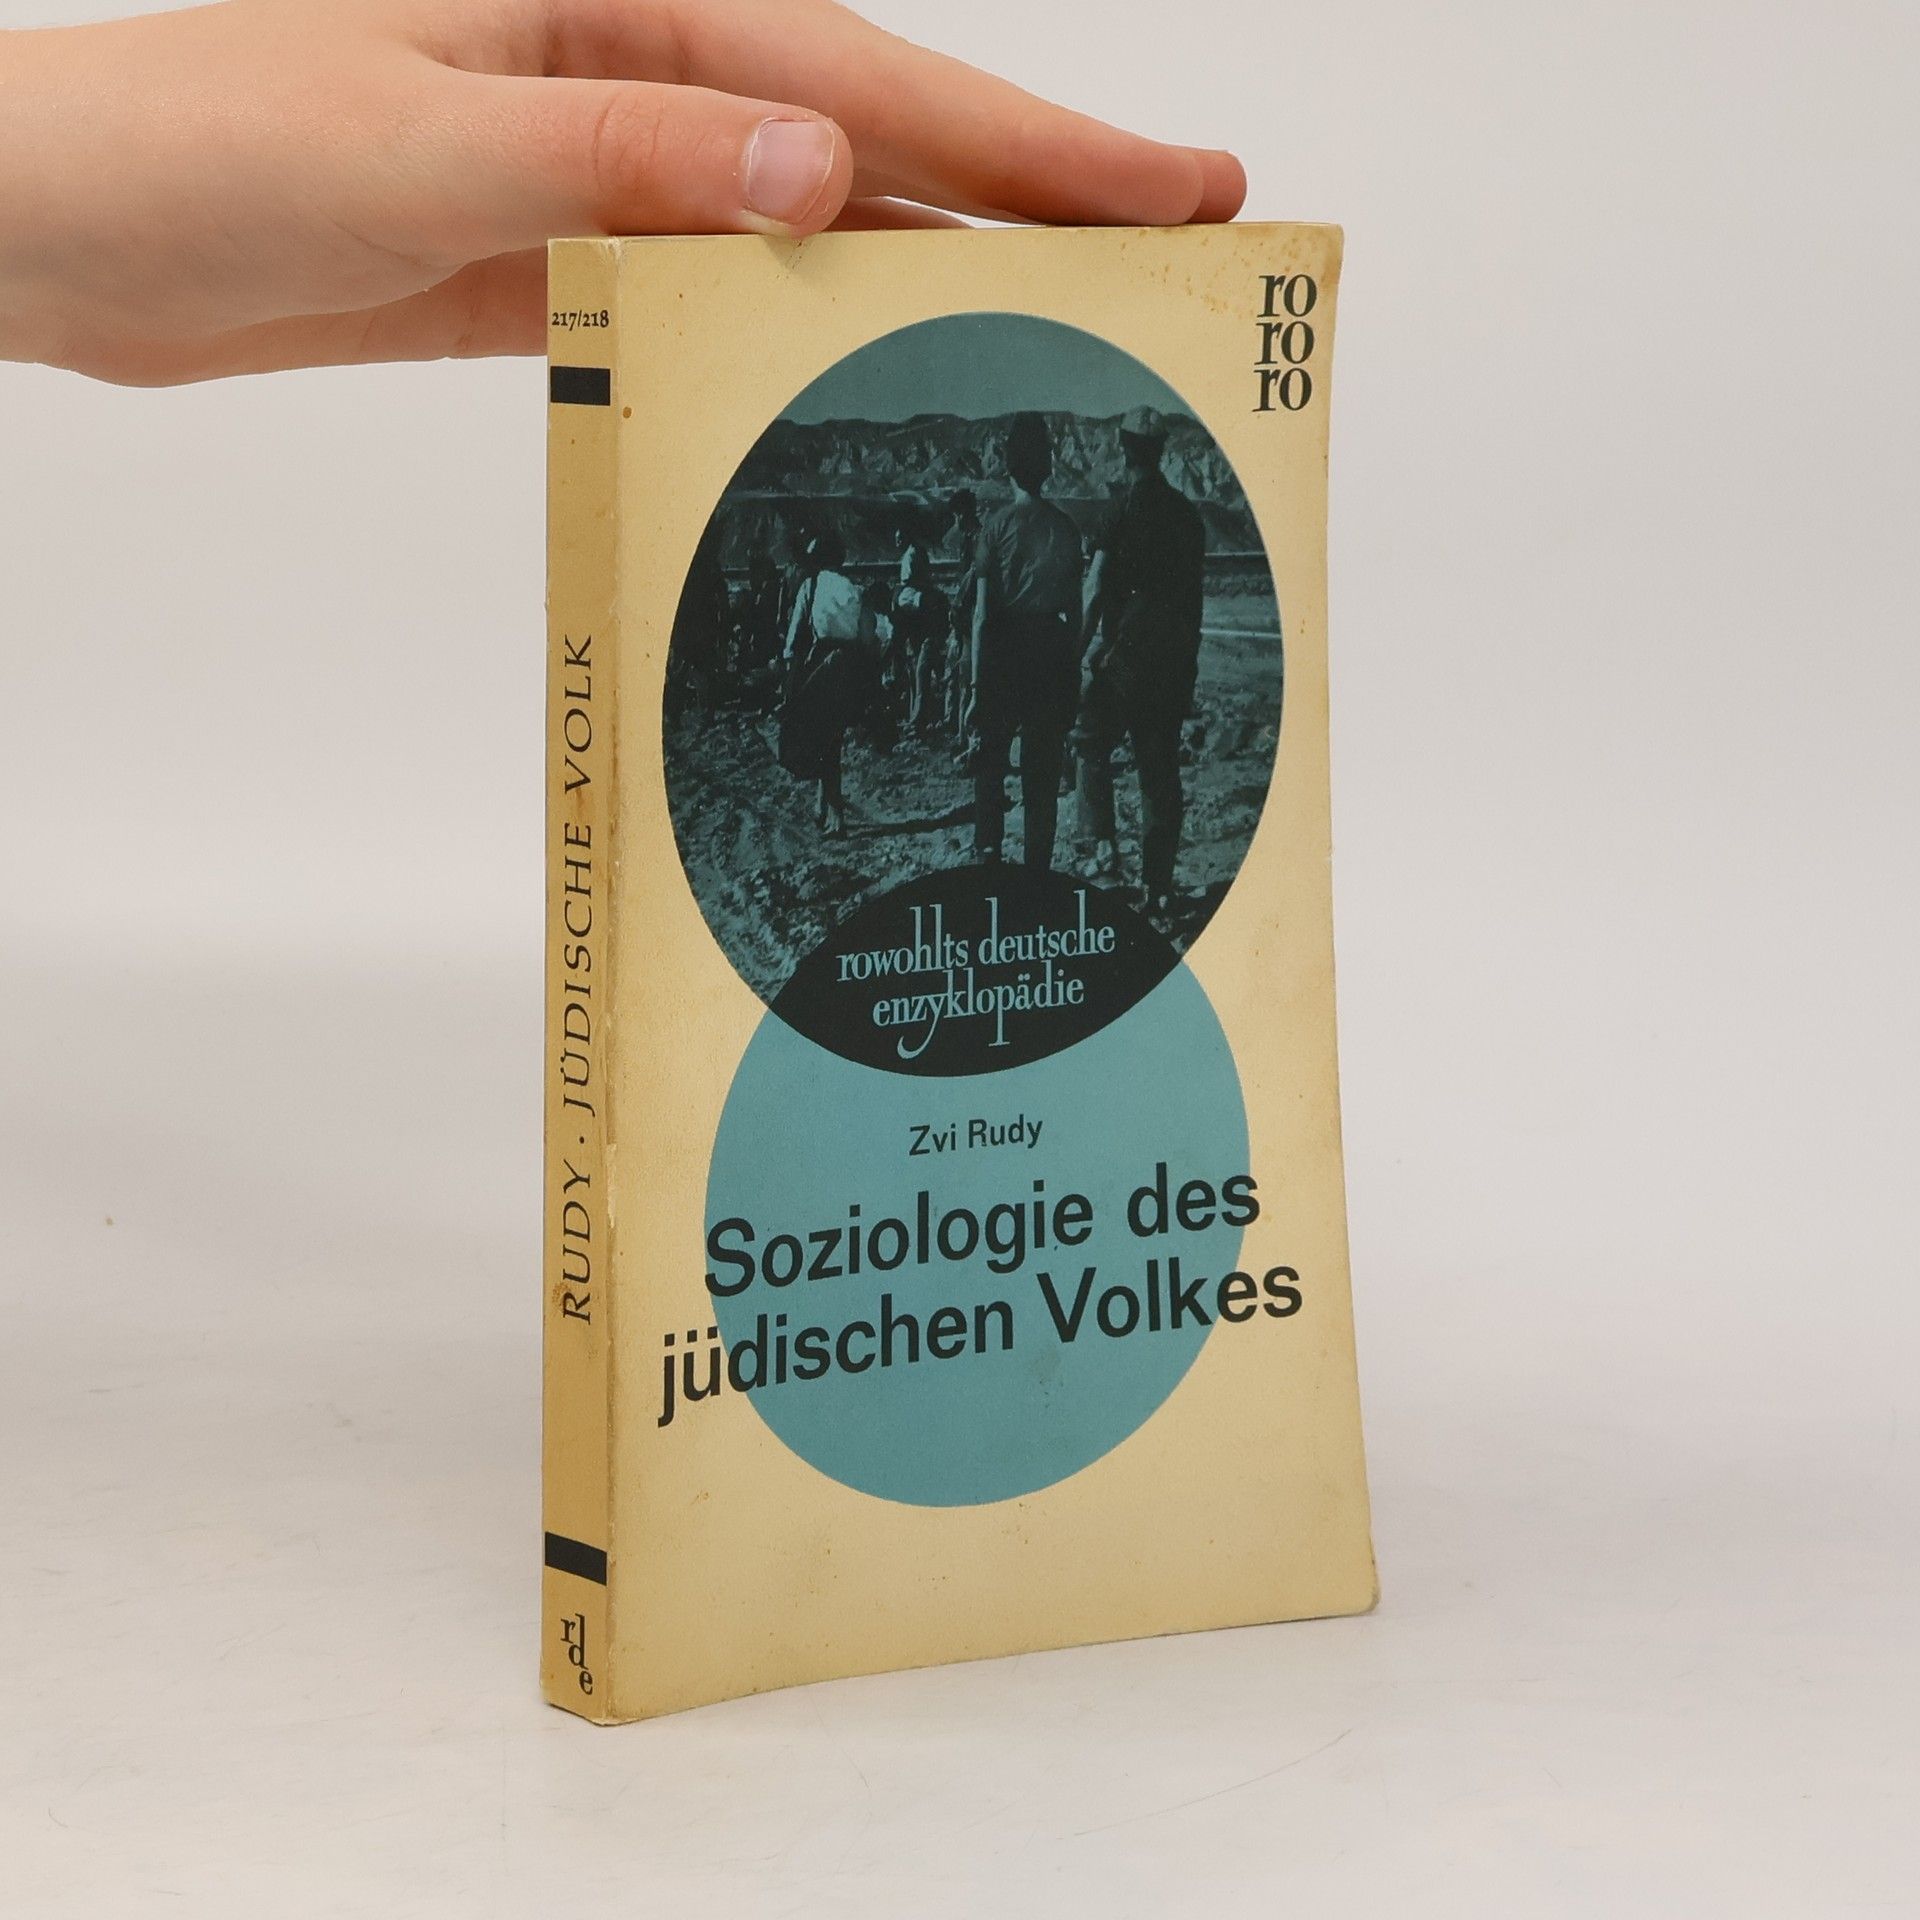 217/218
RUDY · JÜDISCHE VOLK
rde
ro
ro
ro
rowohlts deutsche
enzyklopädie
Zvi Rudy
Soziologie des
jüdischen Volkes